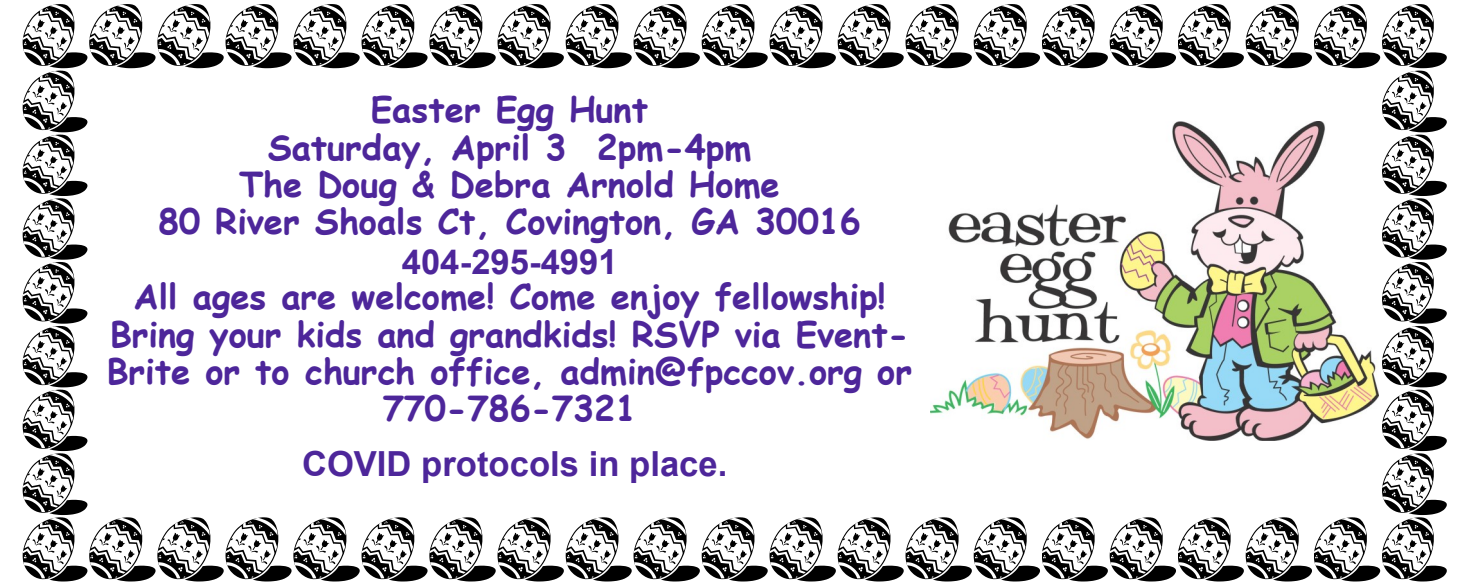 Easter Egg Hunt
Saturday, April 3 2pm-4pm
The Doug & Debra Arnold Home
80 River Shoals Ct, Covington, GA 30016
404-295-4991
All ages are welcome! Come enjoy fellowship!
Bring your kids and grandkids! RSVP via Event-
Brite or to church office, admin@fpccov.org or
770-786-7321
COVID protocols in place.
easter
egg
hunt